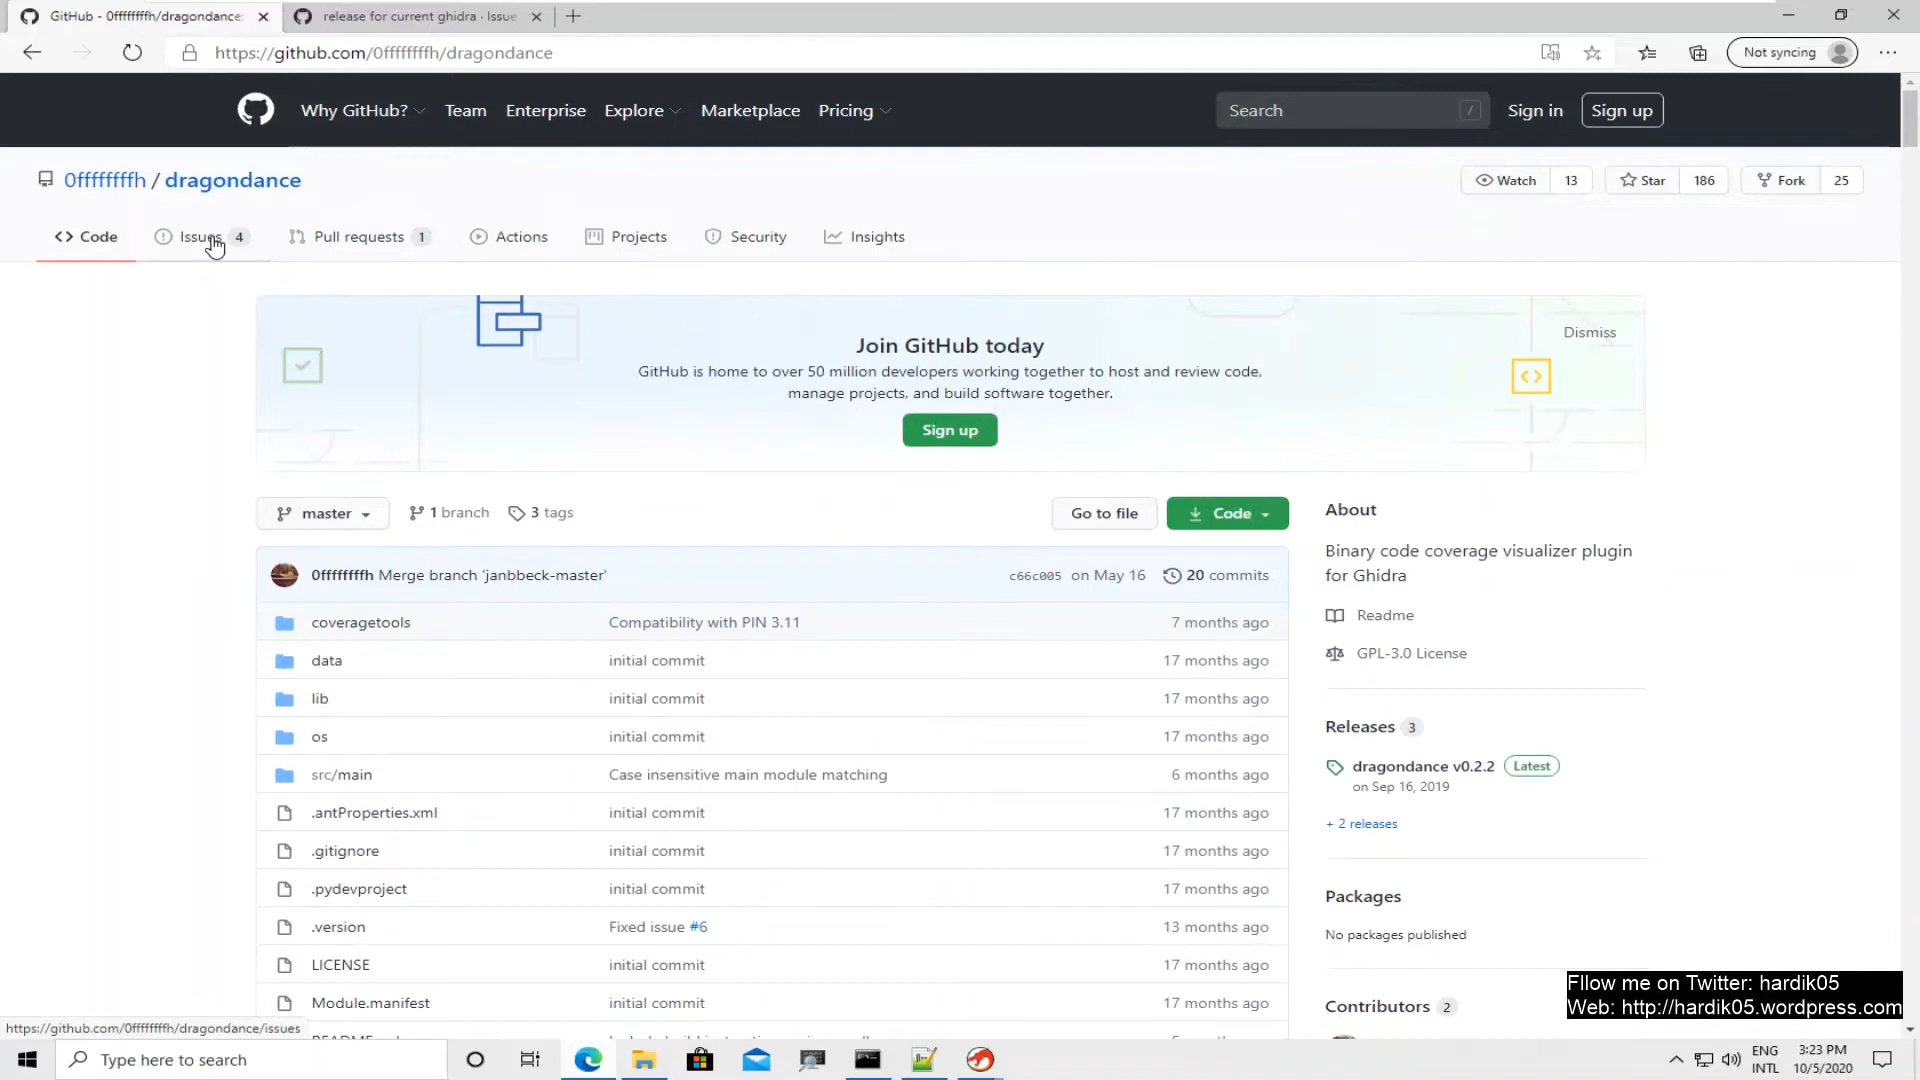 GitHub - 0ffffffffh/dragondance:
release for current ghidra · Issue
https://github.com/0ffffffffh/dragondance
Not syncing
Why GitHub?
Team
Enterprise
Explore
Marketplace
Pricing
Search
/
Sign in
Sign up
0ffffffffh / dragondance
Watch 13
Star 186
Fork 25
Code
Issues 4
Pull requests 1
Actions
Projects
Security
Insights
Join GitHub today
Dismiss
GitHub is home to over 50 million developers working together to host and review code,
manage projects, and build software together.
Sign up
master
1 branch
3 tags
Go to file
Code
0ffffffffh Merge branch 'janbbeck-master'
c66c005 on May 16
20 commits
coveragetools Compatibility with PIN 3.11 7 months ago
data initial commit 17 months ago
lib initial commit 17 months ago
os initial commit 17 months ago
src/main Case insensitive main module matching 6 months ago
.antProperties.xml initial commit 17 months ago
.gitignore initial commit 17 months ago
.pydevproject initial commit 17 months ago
.version Fixed issue #6 13 months ago
LICENSE initial commit 17 months ago
Module.manifest initial commit 17 months ago
About
Binary code coverage visualizer plugin
for Ghidra
Readme
GPL-3.0 License
Releases 3
dragondance v0.2.2 Latest
on Sep 16, 2019
+ 2 releases
Packages
No packages published
Contributors 2
Fllow me on Twitter: hardik05
Web: http://hardik05.wordpress.com
https://github.com/0ffffffffh/dragondance/issues
Type here to search
ENG
INTL
3:23 PM
10/5/2020